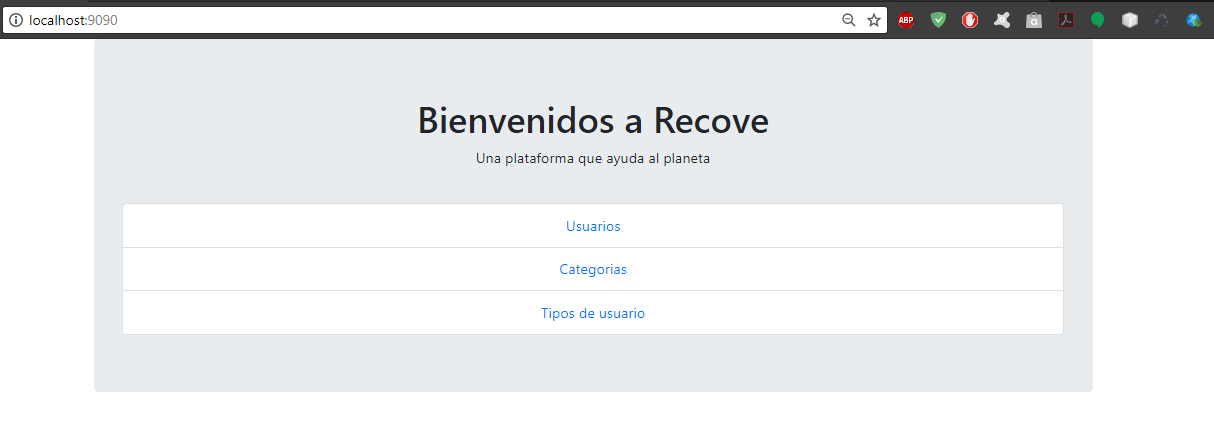 localhost:9090
ABP
a
Bienvenidos a Recove
Una plataforma que ayuda al planeta
Usuarios
Categorias
Tipos de usuario